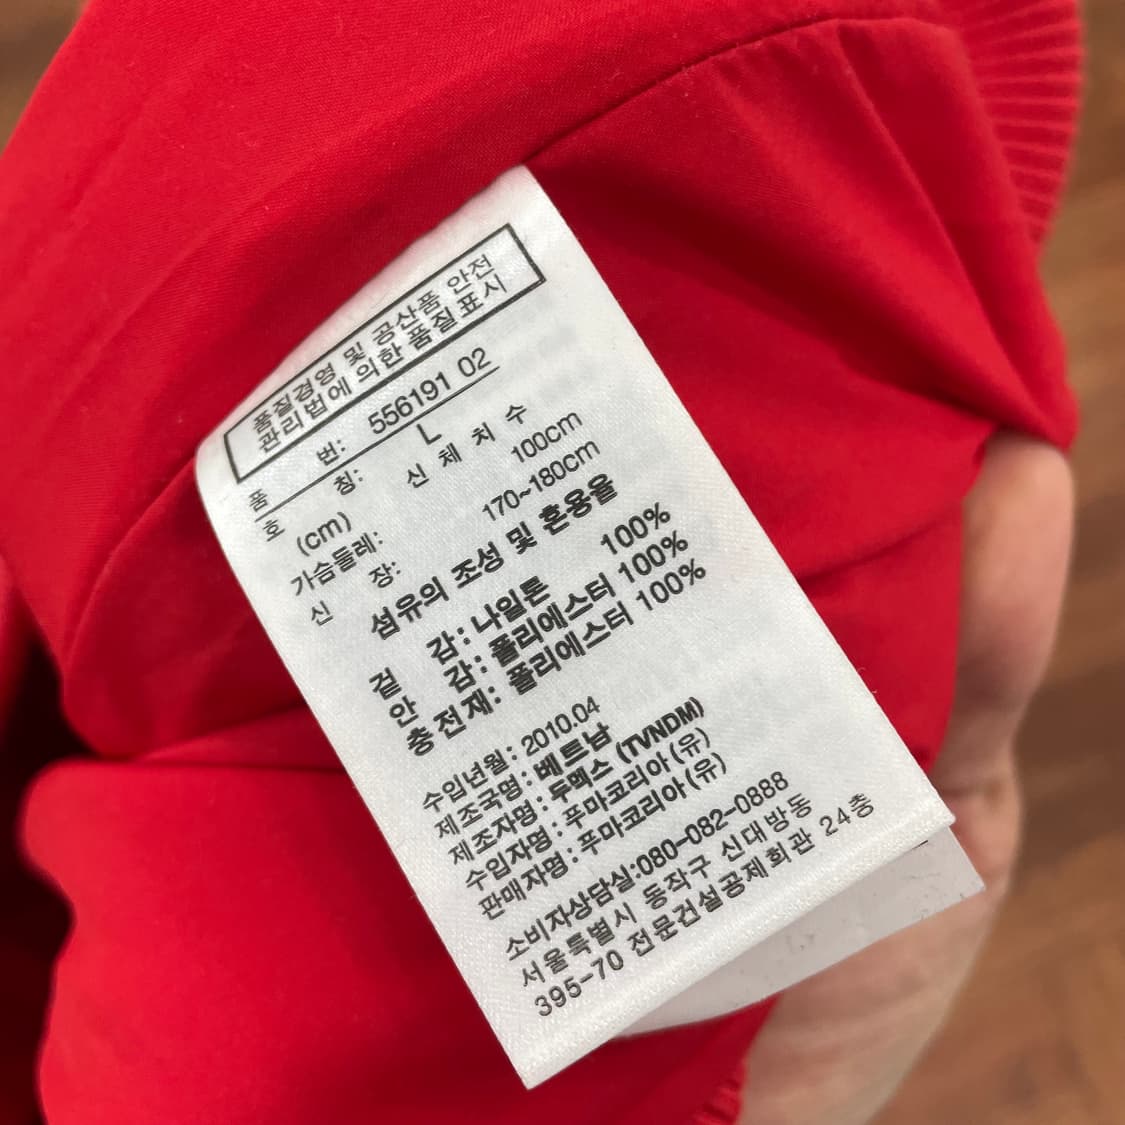 품질경영 및 공산품 안전
관리법에 의한 품질표시
품 번: 556191 02
호 칭: L
(cm) 신 체 치 수
가슴둘레: 100cm
신 장: 170~180cm
섬유의 조성 및 혼용율
겉 감: 나일론 100%
안 감: 폴리에스터 100%
충전재: 폴리에스터 100%
수입년월: 2010.04
제조국명: 베트남
제조자명: 두멕스 (TVNDM)
수입자명: 푸마코리아(유)
판매자명: 푸마코리아(유)
소비자상담실:080-082-0888
서울특별시 동작구 신대방동
395-70 전문건설공제회관 24층